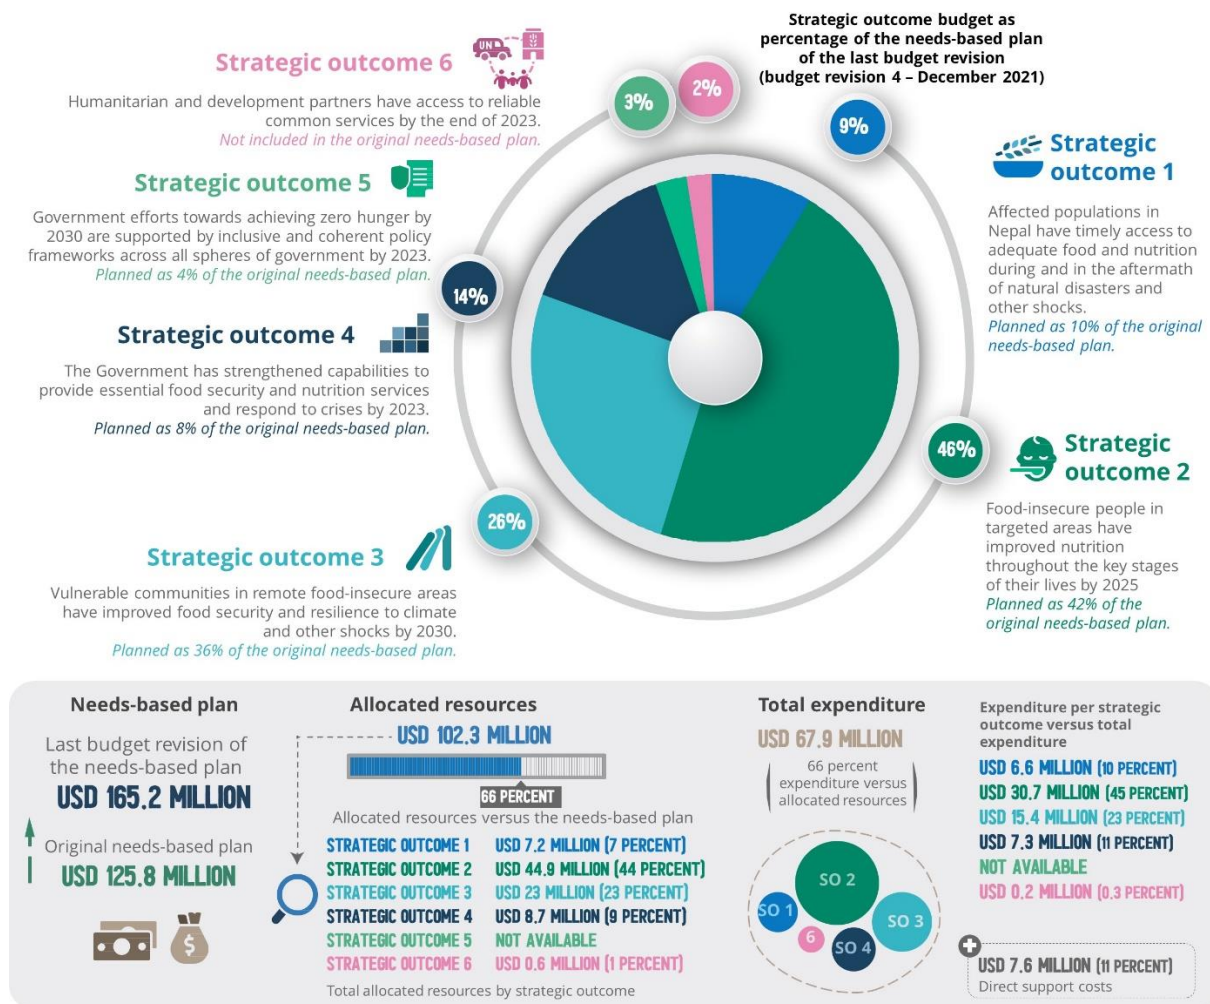 Strategic outcome budget as
percentage of the needs-based plan
of the last budget revision
(budget revision 4 – December 2021)
Strategic outcome 6
UN
Humanitarian and development partners have access to reliable
common services by the end of 2023.
Not included in the original needs-based plan.
3%
2%
9%
Strategic
outcome 1
Affected populations in
Nepal have timely access to
adequate food and nutrition
during and in the aftermath
of natural disasters and
other shocks.
Planned as 10% of the original
needs-based plan.
Strategic outcome 5
Government efforts towards achieving zero hunger by
2030 are supported by inclusive and coherent policy
frameworks across all spheres of government by 2023.
Planned as 4% of the original needs-based plan.
14%
Strategic outcome 4
The Government has strengthened capabilities to
provide essential food security and nutrition services
and respond to crises by 2023.
Planned as 8% of the original needs-based plan.
46%
Strategic
outcome 2
Food-insecure people in
targeted areas have
improved nutrition
throughout the key stages
of their lives by 2025
Planned as 42% of the
original needs-based plan.
26%
Strategic outcome 3
Vulnerable communities in remote food-insecure areas
have improved food security and resilience to climate
and other shocks by 2030.
Planned as 36% of the original needs-based plan.
Needs-based plan
Last budget revision of
the needs-based plan
USD 165.2 MILLION
Original needs-based plan
USD 125.8 MILLION
$
Allocated resources
USD 102.3 MILLION
66 PERCENT
Allocated resources versus the needs-based plan
STRATEGIC OUTCOME 1 USD 7.2 MILLION (7 PERCENT)
STRATEGIC OUTCOME 2 USD 44.9 MILLION (44 PERCENT)
STRATEGIC OUTCOME 3 USD 23 MILLION (23 PERCENT)
STRATEGIC OUTCOME 4 USD 8.7 MILLION (9 PERCENT)
STRATEGIC OUTCOME 5 NOT AVAILABLE
STRATEGIC OUTCOME 6 USD 0.6 MILLION (1 PERCENT)
Total allocated resources by strategic outcome
Total expenditure
USD 67.9 MILLION
66 percent
expenditure versus
allocated resources
SO 2
SO 1
SO 3
6
SO 4
Expenditure per strategic
outcome versus total
expenditure
USD 6.6 MILLION (10 PERCENT)
USD 30.7 MILLION (45 PERCENT)
USD 15.4 MILLION (23 PERCENT)
USD 7.3 MILLION (11 PERCENT)
NOT AVAILABLE
USD 0.2 MILLION (0.3 PERCENT)
USD 7.6 MILLION (11 PERCENT)
Direct support costs